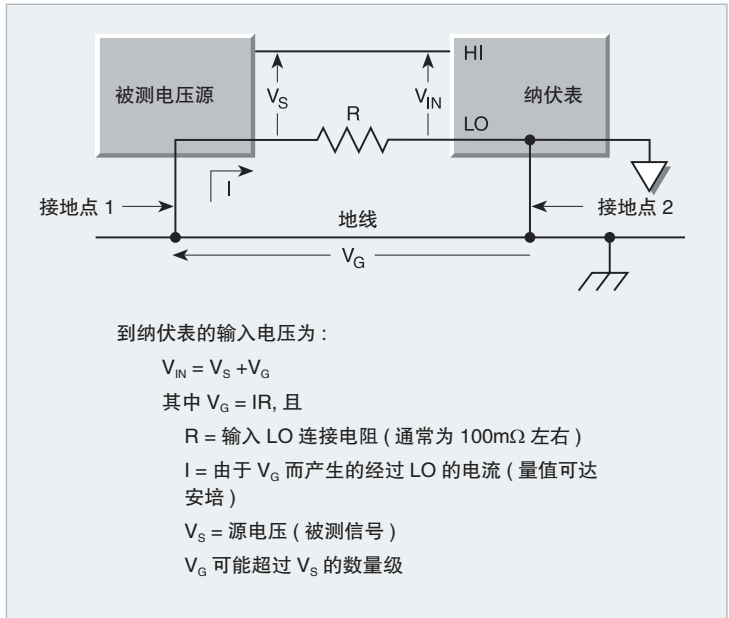 被测电压源
HI
纳伏表
V_S
V_IN
R
LO
I
接地点 1
地线
接地点 2
V_G
到纳伏表的输入电压为 :
V_IN = V_S +V_G
其中 V_G = IR, 且
R = 输入 LO 连接电阻 ( 通常为 100mΩ 左右 )
I = 由于 V_G 而产生的经过 LO 的电流 ( 量值可达
安培 )
V_S = 源电压 ( 被测信号 )
V_G 可能超过 V_S 的数量级